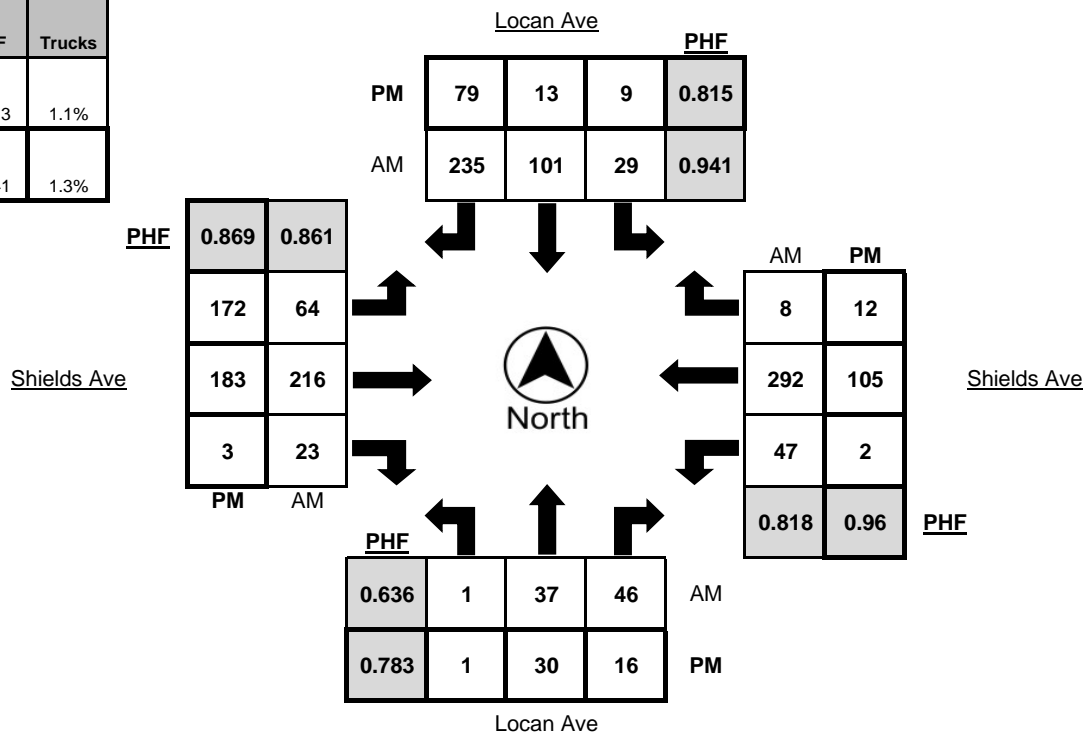 Locan Ave
F Trucks
PHF
PM 79 13 9 0.815
3 1.1%
AM 235 101 29 0.941
1.3%
PHF 0.869 0.861
AM PM
172 64
8 12
Shields Ave 183 216
292 105 Shields Ave
North
3 23
47 2
PM AM
0.818 0.96 PHF
PHF
0.636 1 37 46 AM
0.783 1 30 16 PM
Locan Ave